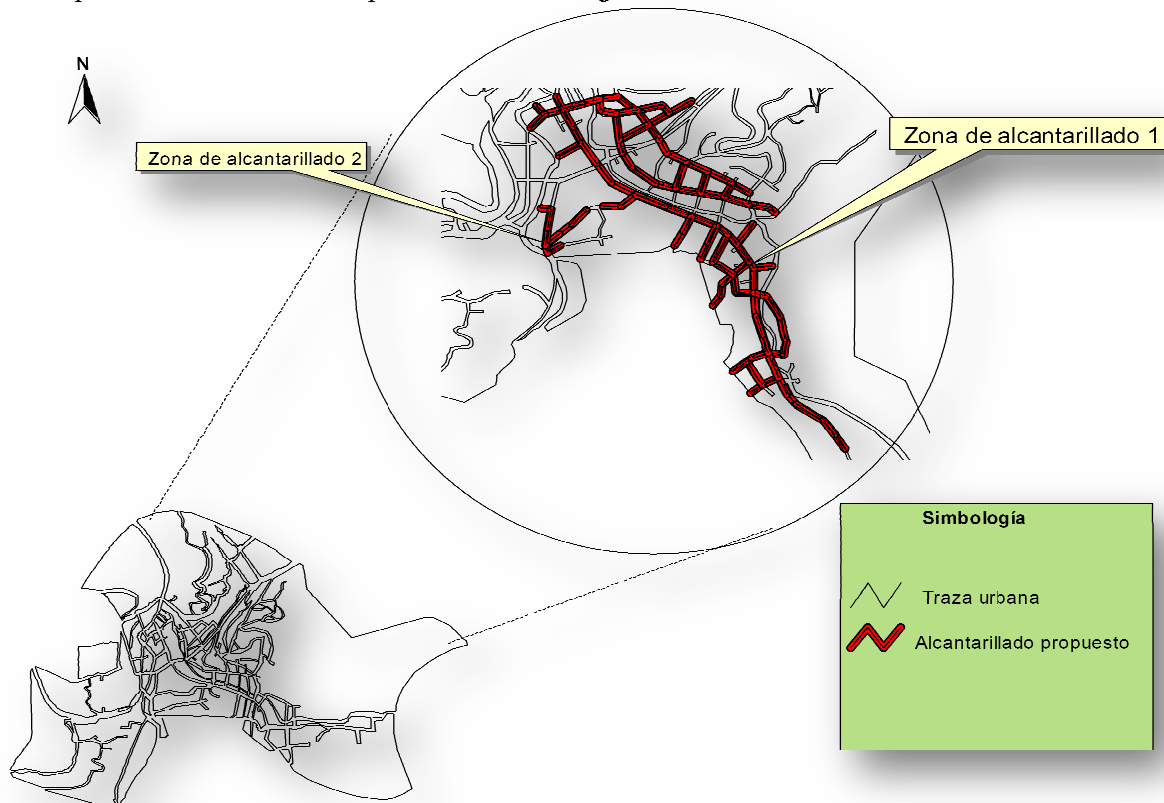 N
Zona de alcantarillado 2
Zona de alcantarillado 1
Simbología
Traza urbana
Alcantarillado propuesto